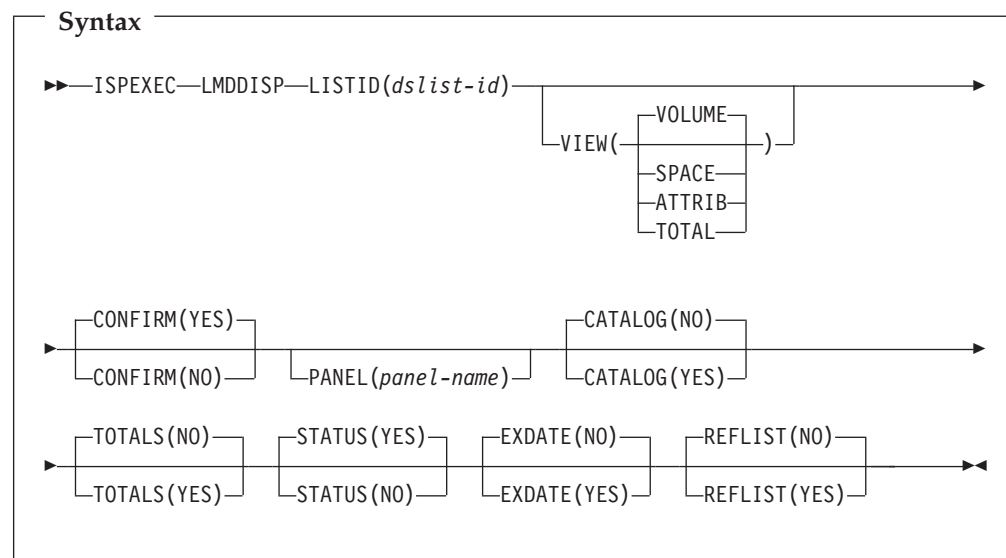 Syntax
ISPEXEC LMDDISP LISTID(dslist-id)
VOLUME
VIEW( )
SPACE
ATTRIB
TOTAL
CONFIRM(YES) CATALOG(NO)
CONFIRM(NO) PANEL(panel-name) CATALOG(YES)
TOTALS(NO) STATUS(YES) EXDATE(NO) REFLIST(NO)
TOTALS(YES) STATUS(NO) EXDATE(YES) REFLIST(YES)